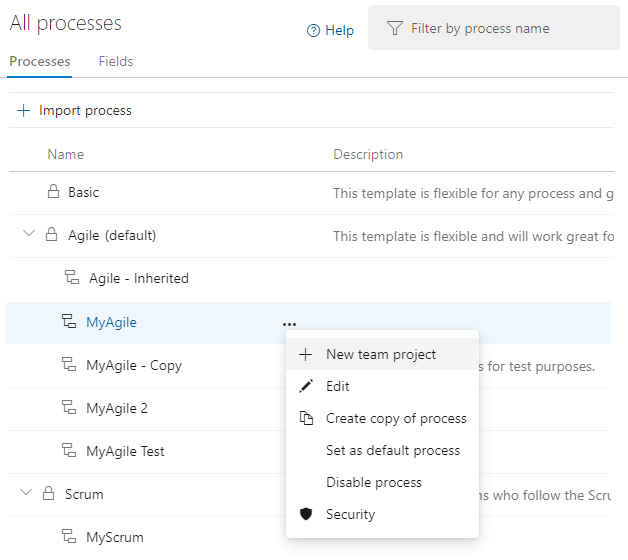 All processes
Help
Filter by process name
Processes Fields
Import process
Name Description
Basic This template is flexible for any process and g
Agile (default) This template is flexible and will work great fo
Agile - Inherited
MyAgile ...
New team project
MyAgile - Copy s for test purposes.
Edit
MyAgile 2
Create copy of process
MyAgile Test
Set as default process
Disable process
Scrum ns who follow the Scru
Security
MyScrum